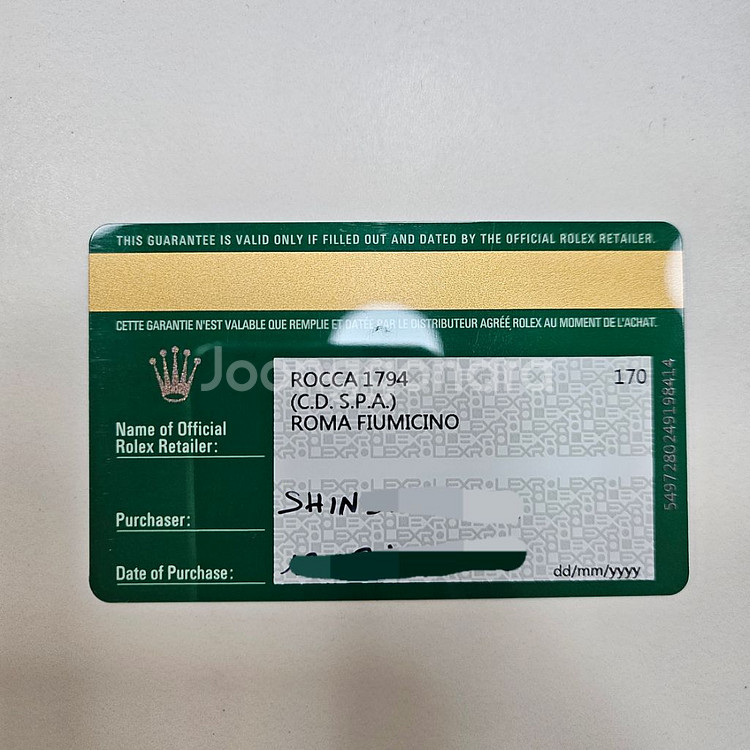 THIS GUARANTEE IS VALID ONLY IF FILLED OUT AND DATED BY THE OFFICIAL ROLEX RETAILER.
CETTE GARANTIE N'EST VALABLE QUE REMPLIE ET DATÉE PAR LE DISTRIBUTEUR AGRÉÉ ROLEX AU MOMENT DE L'ACHAT.
ROCCA 1794 170
(C.D. S.P.A.)
ROMA FIUMICINO
Name of Official
Rolex Retailer:
Purchaser: SHIN
Date of Purchase: dd/mm/yyyy
5497280249198414